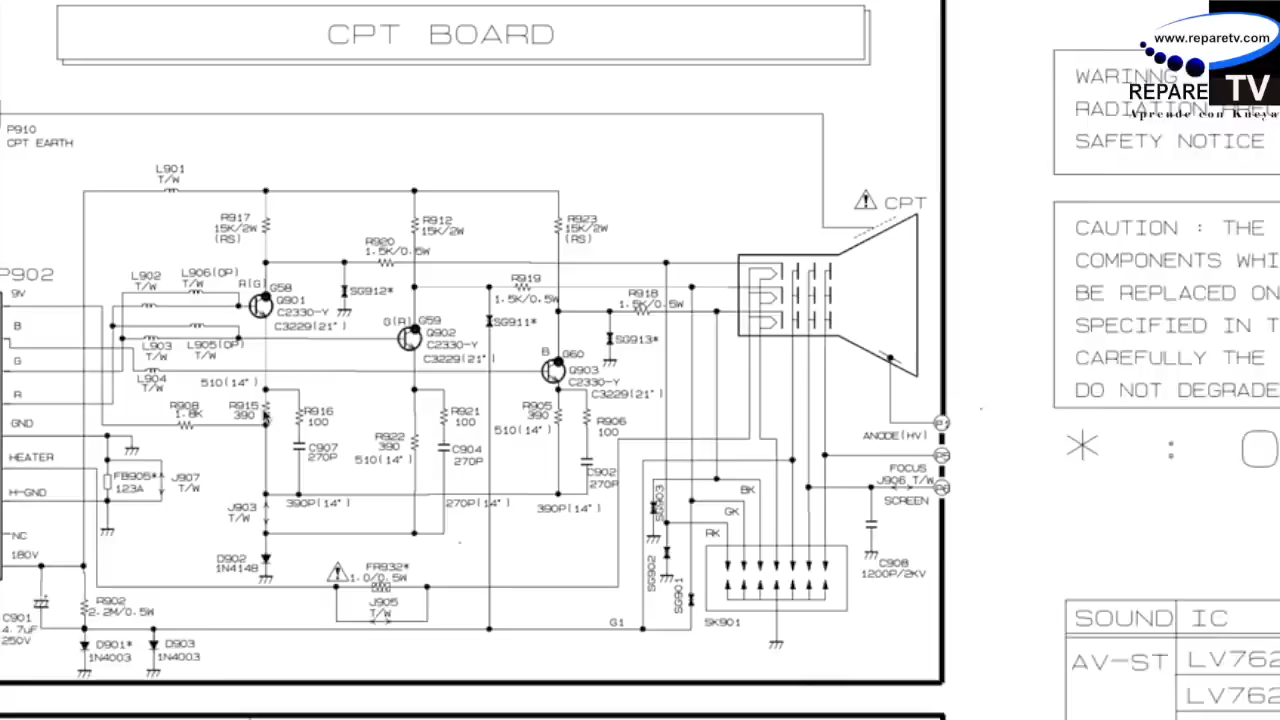 CPT BOARD
www.reparetv.com
REPARE TV
Aprende con Kueya
WARINNG
RADIATION
SAFETY NOTICE
P910
CPT EARTH
CAUTION : THE
COMPONENTS WHI
BE REPLACED ON
SPECIFIED IN T
CAREFULLY THE
DO NOT DEGRADE
* : O
CPT
L901
T/W
R917
15K/2W
(RS)
R912
15K/2W
R923
15K/2W
(RS)
R920
1.5K/0.5W
R919
1.5K/0.5W
R918
1.5K/0.5W
P902
9V
B
G
R
GND
HEATER
H-GND
NC
180V
L902
T/W
L906(OP)
T/W
R(G)
G58
Q901
C2330-Y
C3229(21")
SG912*
L903
T/W
L905(OP)
T/W
L904
T/W
G(R)
G59
Q902
C2330-Y
C3229(21")
SG911*
SG913*
B
G60
Q903
C2330-Y
C3229(21")
510(14")
R908
1.8K
R915
390
R916
100
C907
270P
390P(14")
R922
390
510(14")
R921
100
C904
270P
270P(14")
R905
390
510(14")
R906
100
C902
270P
390P(14")
FB905*
123A
J907
T/W
J903
T/W
D902
1N4148
FR932*
1.0/0.5W
J905
T/W
C901
4.7uF
250V
R902
2.2M/0.5W
D901*
1N4003
D903
1N4003
G1
SG903
SG902
SG901
BK
GK
RK
SK901
ANODE(HV)
FOCUS
J906 T/W
SCREEN
C908
1200P/2KV
P1
SOUND IC
AV-ST LV762
LV762